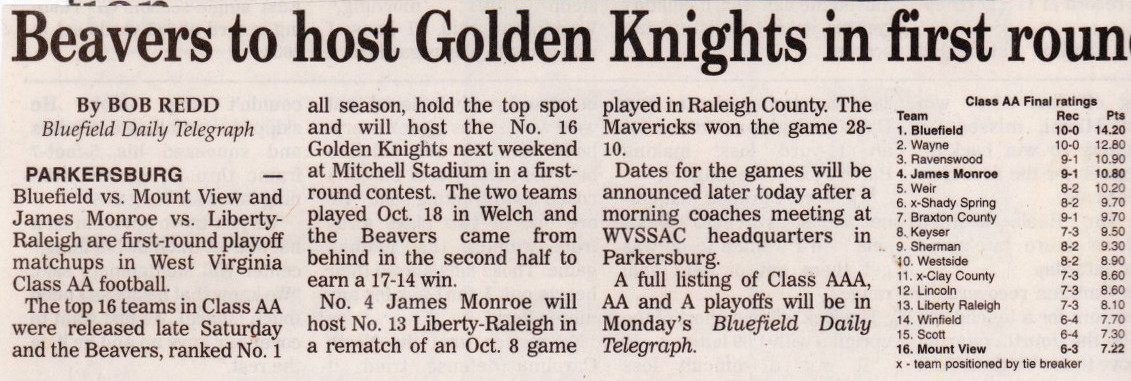 Beavers to host Golden Knights in first roun
By BOB REDD
Bluefield Daily Telegraph
PARKERSBURG
Bluefield vs. Mount View and
James Monroe vs. Liberty-
Raleigh are first-round playoff
matchups in West Virginia
Class AA football.
The top 16 teams in Class AA
were released late Saturday
and the Beavers, ranked No. 1
all season, hold the top spot
and will host the No. 16
Golden Knights next weekend
at Mitchell Stadium in a first-
round contest. The two teams
played Oct. 18 in Welch and
the Beavers came from
behind in the second half to
earn a 17-14 win.
No. 4 James Monroe will
host No. 13 Liberty-Raleigh in
a rematch of an Oct. 8 game
played in Raleigh County. The
Mavericks won the game 28-
10.
Dates for the games will be
announced later today after a
morning coaches meeting at
WVSSAC headquarters in
Parkersburg.
A full listing of Class AAA,
AA and A playoffs will be in
Monday's Bluefield Daily
Telegraph.
Class AA Final ratings
Team Rec Pts
1. Bluefield 10-0 14.20
2. Wayne 10-0 12.80
3. Ravenswood 9-1 10.90
4. James Monroe 9-1 10.80
5. Weir 8-2 10.20
6. x-Shady Spring 8-2 9.70
7. Braxton County 9-1 9.70
8. Keyser 7-3 9.50
9. Sherman 8-2 9.30
10. Westside 8-2 8.90
11. x-Clay County 7-3 8.60
12. Lincoln 7-3 8.60
13. Liberty Raleigh 7-3 8.10
14. Winfield 6-4 7.70
15. Scott 6-4 7.30
16. Mount View 6-3 7.22
x - team positioned by tie breaker